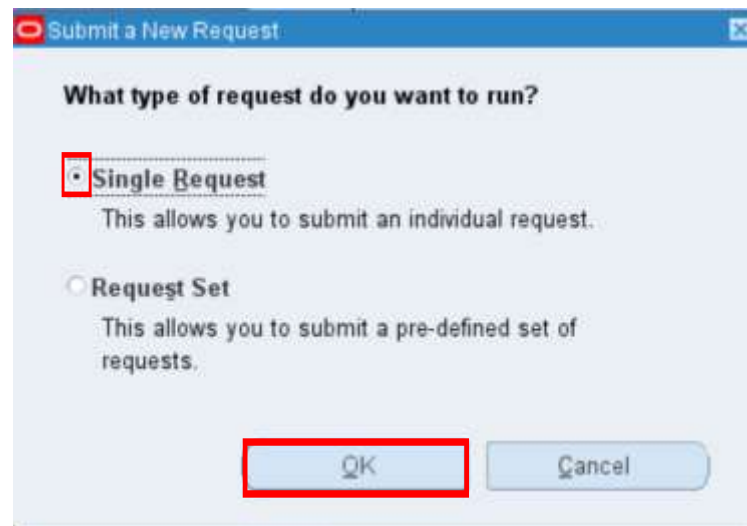 Submit a New Request
What type of request do you want to run?
Single Request
This allows you to submit an individual request.
Request Set
This allows you to submit a pre-defined set of
requests.
OK
Cancel